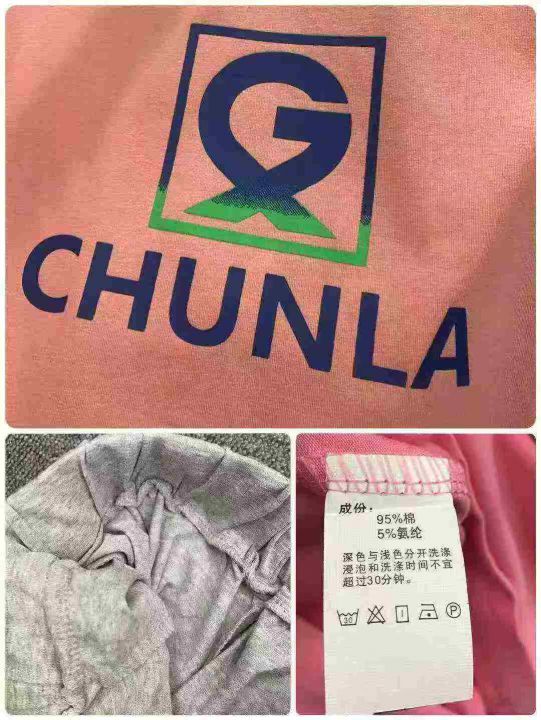 G
CHUNLA
成份：
95%棉
5%氨纶
深色与浅色分开洗涤
浸泡和洗涤时间不宜
超过30分钟。
30
P